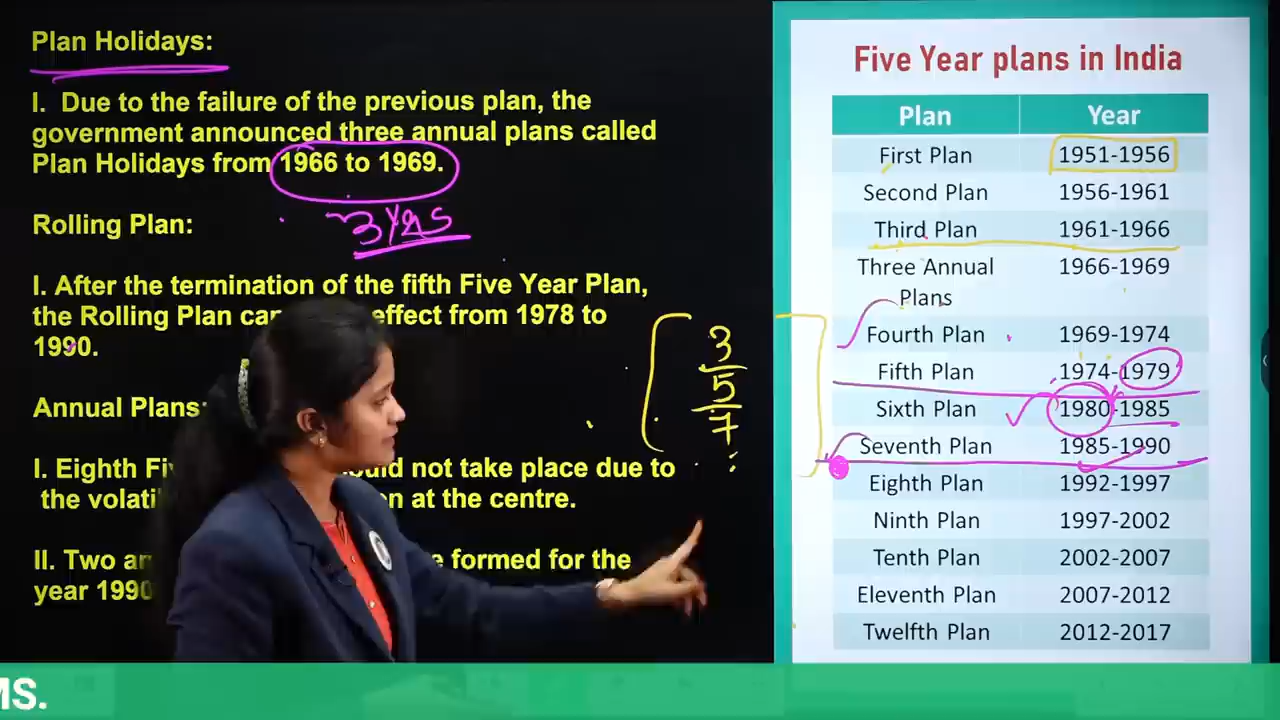 Plan Holidays:
I. Due to the failure of the previous plan, the
government announced three annual plans called
Plan Holidays from 1966 to 1969.
3 Yrs
Rolling Plan:
I. After the termination of the fifth Five Year Plan,
the Rolling Plan effect from 1978 to
1990.
Annual Plans:
I. Eighth not take place due to
the at the centre.
II. Two formed for the
year 1990
3
5
7
Five Year plans in India
Plan Year
First Plan 1951-1956
Second Plan 1956-1961
Third Plan 1961-1966
Three Annual 1966-1969
Plans
Fourth Plan 1969-1974
Fifth Plan 1974-1979
Sixth Plan 1980-1985
Seventh Plan 1985-1990
Eighth Plan 1992-1997
Ninth Plan 1997-2002
Tenth Plan 2002-2007
Eleventh Plan 2007-2012
Twelfth Plan 2012-2017
MS.